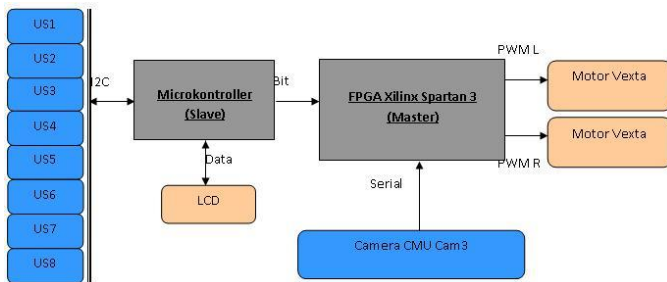 US1
US2
US3
US4
US5
US6
US7
US8
I2C
Microkontroller
(Slave)
Bit
Data
LCD
FPGA Xilinx Spartan 3
(Master)
PWM L
Motor Vexta
Motor Vexta
PWM R
Serial
Camera CMU Cam3